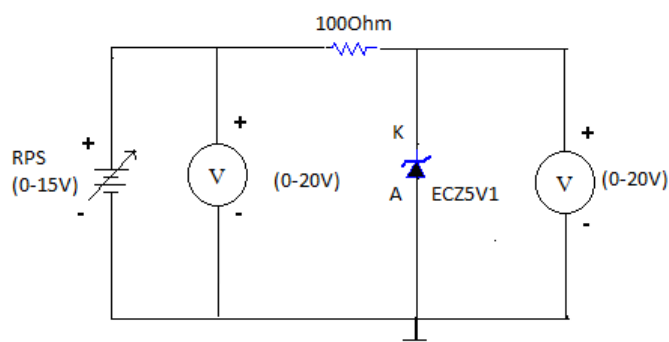 100Ohm
+
RPS
(0-15V)
-
+
V
(0-20V)
-
K
A
ECZ5V1
+
V
(0-20V)
-